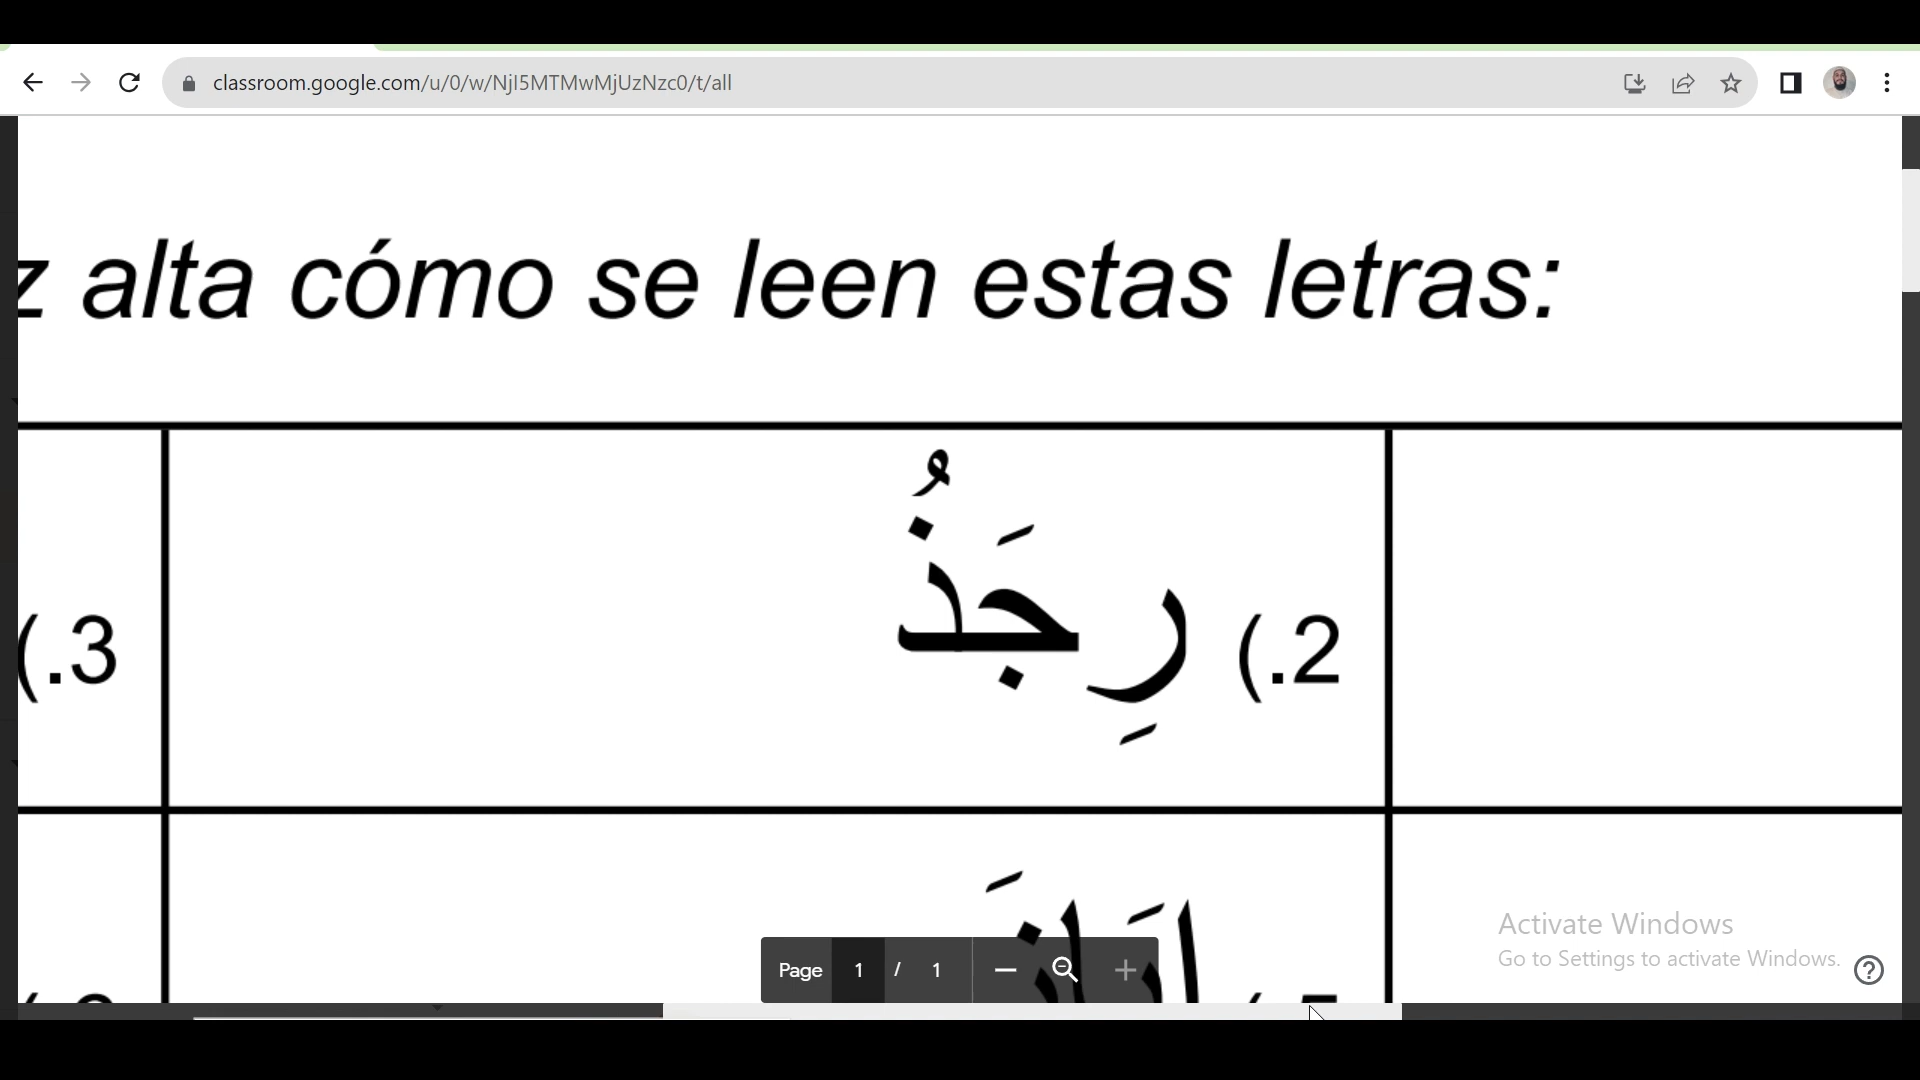 classroom.google.com/u/0/w/NjI5MTMwMjUzNzc0/t/all
z alta cómo se leen estas letras:
2.) رِجَذُ
3.)
Page 1 / 1
Activate Windows
Go to Settings to activate Windows.